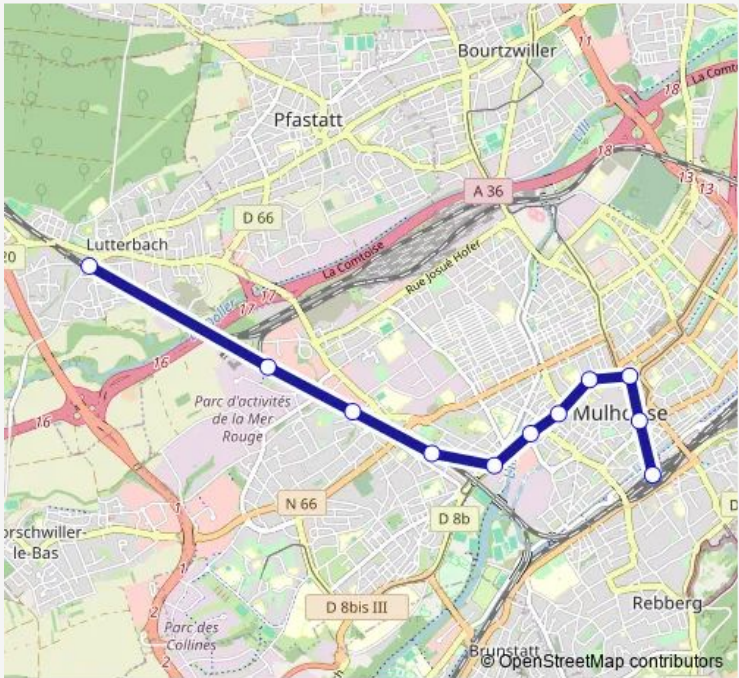 Bourtzwiller
11
18
La Comt
Pfastatt
18
A 36
13
13
D 66
Lutterbach
20
La Comtoise
Rue Josué Hofer
17
17
16
16
Parc d'activités
de la Mer
Rouge
Mulhouse
1
N 66
D 8b
D
orschwiller-
le-Bas
1
2
D 8bis III
Rebberg
Parc des
Collines
2
Brunstatt
© OpenStreetMap contributors